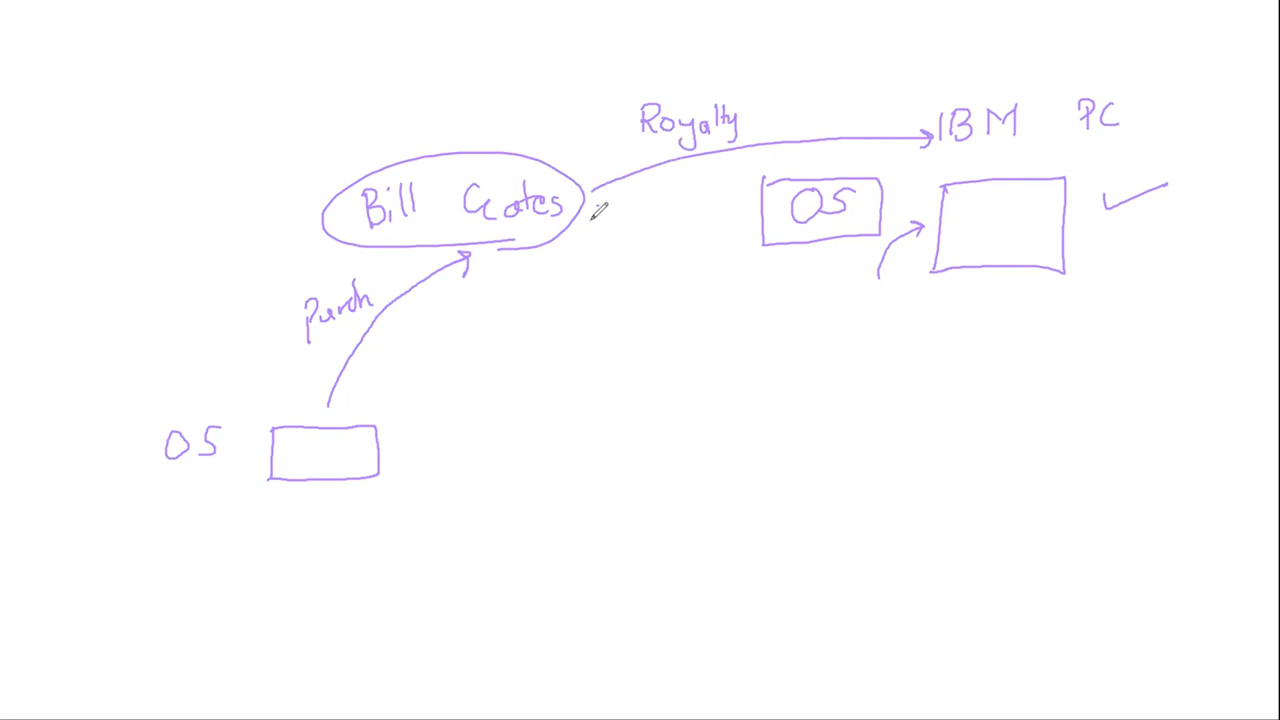 Royalty
IBM PC
Bill Gates
OS
Purch
OS